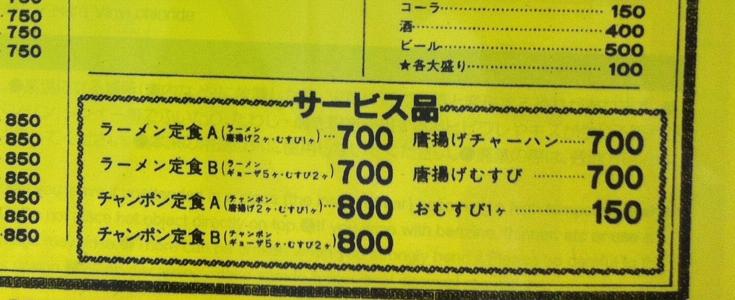 750
750
750
750
850
850
850
850
850
850
850
コーラ 150
酒 400
ビール 500
★各大盛り 100
サービス品
ラーメン定食A(ラーメン 唐揚げ2ヶ・むすび1ヶ)…700
ラーメン定食B(ラーメン ギョーザ5ヶ・むすび2ヶ)700
チャンポン定食A(チャンポン 唐揚げ2ヶ・むすび1ヶ)…800
チャンポン定食B(チャンポン ギョーザ5ヶ・むすび2ヶ)800
唐揚げチャーハン……700
唐揚げむすび……700
おむすび1ヶ……150